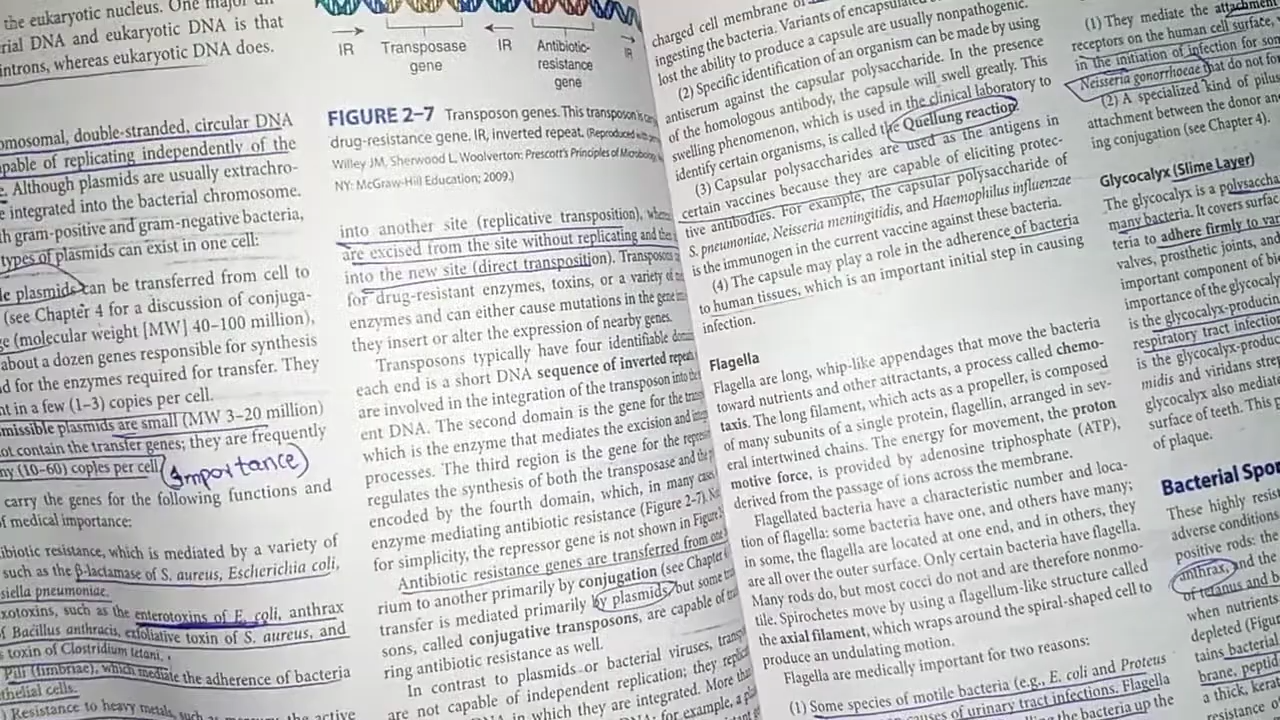 the eukaryotic nucleus. One major
rial DNA and eukaryotic DNA is that
introns, whereas eukaryotic DNA does.
omosomal, double-stranded, circular DNA
pable of replicating independently of the
Although plasmids are usually extrachro-
e integrated into the bacterial chromosome.
th gram-positive and gram-negative bacteria,
types of plasmids can exist in one cell:
le plasmids can be transferred from cell to
(see Chapter 4 for a discussion of conjuga-
ge (molecular weight [MW] 40–100 million),
about a dozen genes responsible for synthesis
d for the enzymes required for transfer. They
nt in a few (1–3) copies per cell.
missible plasmids are small (MW 3–20 million)
ot contain the transfer genes; they are frequently
ny (10–60) copies per cell
(Importance)
carry the genes for the following functions and
f medical importance:
ibiotic resistance, which is mediated by a variety of
such as the β-lactamase of S. aureus, Escherichia coli,
siella pneumoniae.
xotoxins, such as the enterotoxins of E. coli, anthrax
f Bacillus anthracis, exfoliative toxin of S. aureus, and
toxin of Clostridium tetani.
Pili (fimbriae), which mediate the adherence of bacteria
thelial cells.
Resistance to heavy metals, such as
the active
IR
Transposase
gene
IR
Antibiotic-
resistance
gene
IR
FIGURE 2–7 Transposon genes. This transposon is
drug-resistance gene. IR, inverted repeat. (Reproduced with
Willey JM, Sherwood L, Woolverton: Prescott's Principles of
NY: McGraw-Hill Education; 2009.)
into another site (replicative transposition),
are excised from the site without replicating and
into the new site (direct transposition). Transposons
for drug-resistant enzymes, toxins, or a variety of
enzymes and can either cause mutations in the gene
they insert or alter the expression of nearby genes.
Transposons typically have four identifiable
each end is a short DNA sequence of inverted
are involved in the integration of the transposon into the
ent DNA. The second domain is the gene for the
which is the enzyme that mediates the excision and
processes. The third region is the gene for the
regulates the synthesis of both the transposase and the
encoded by the fourth domain, which, in many cases
enzyme mediating antibiotic resistance (Figure 2-7).
for simplicity, the repressor gene is not shown in Figure
Antibiotic resistance genes are transferred from one
rium to another primarily by conjugation (see Chapter
transfer is mediated primarily by plasmids, but some
sons, called conjugative transposons, are capable of
ring antibiotic resistance as well.
In contrast to plasmids or bacterial viruses,
are not capable of independent replication; they
DNA in which they are integrated. More
DNA; for example, a
charged cell membrane of
ingesting the bacteria. Variants of encapsulated
lost the ability to produce a capsule are usually nonpathogenic.
(2) Specific identification of an organism can be made by using
antiserum against the capsular polysaccharide. In the presence
of the homologous antibody, the capsule will swell greatly. This
swelling phenomenon, which is used in the clinical laboratory to
identify certain organisms, is called the Quellung reaction.
(3) Capsular polysaccharides are used as the antigens in
certain vaccines because they are capable of eliciting protec-
tive antibodies. For example, the capsular polysaccharide of
S. pneumoniae, Neisseria meningitidis, and Haemophilus influenzae
is the immunogen in the current vaccine against these bacteria.
(4) The capsule may play a role in the adherence of bacteria
to human tissues, which is an important initial step in causing
infection.
Flagella
Flagella are long, whip-like appendages that move the bacteria
toward nutrients and other attractants, a process called chemo-
taxis. The long filament, which acts as a propeller, is composed
of many subunits of a single protein, flagellin, arranged in sev-
eral intertwined chains. The energy for movement, the proton
motive force, is provided by adenosine triphosphate (ATP),
derived from the passage of ions across the membrane.
Flagellated bacteria have a characteristic number and loca-
tion of flagella: some bacteria have one, and others have many;
in some, the flagella are located at one end, and in others, they
are all over the outer surface. Only certain bacteria have flagella.
Many rods do, but most cocci do not and are therefore nonmo-
tile. Spirochetes move by using a flagellum-like structure called
the axial filament, which wraps around the spiral-shaped cell to
produce an undulating motion.
Flagella are medically important for two reasons:
(1) Some species of motile bacteria (e.g., E. coli and Proteus
causes of urinary tract infections. Flagella
the bacteria up the
(1) They mediate the attachment
receptors on the human cell surface,
in the initiation of infection for som
Neisseria gonorrhoeae that do not for
(2) A specialized kind of pilus
attachment between the donor an
ing conjugation (see Chapter 4).
Glycocalyx (Slime Layer)
The glycocalyx is a polysaccha
many bacteria. It covers surfac
teria to adhere firmly to va
valves, prosthetic joints, and
important component of bi
importance of the glycocaly
is the glycocalyx-producin
respiratory tract infection
is the glycocalyx-produc
midis and viridans stre
glycocalyx also mediat
surface of teeth. This p
of plaque.
Bacterial Spor
These highly resis
adverse conditions
positive rods: the
anthrax, and the
of tetanus and b
when nutrients
depleted (Figur
tains bacterial
brane, peptid
a thick, kera
resistance o